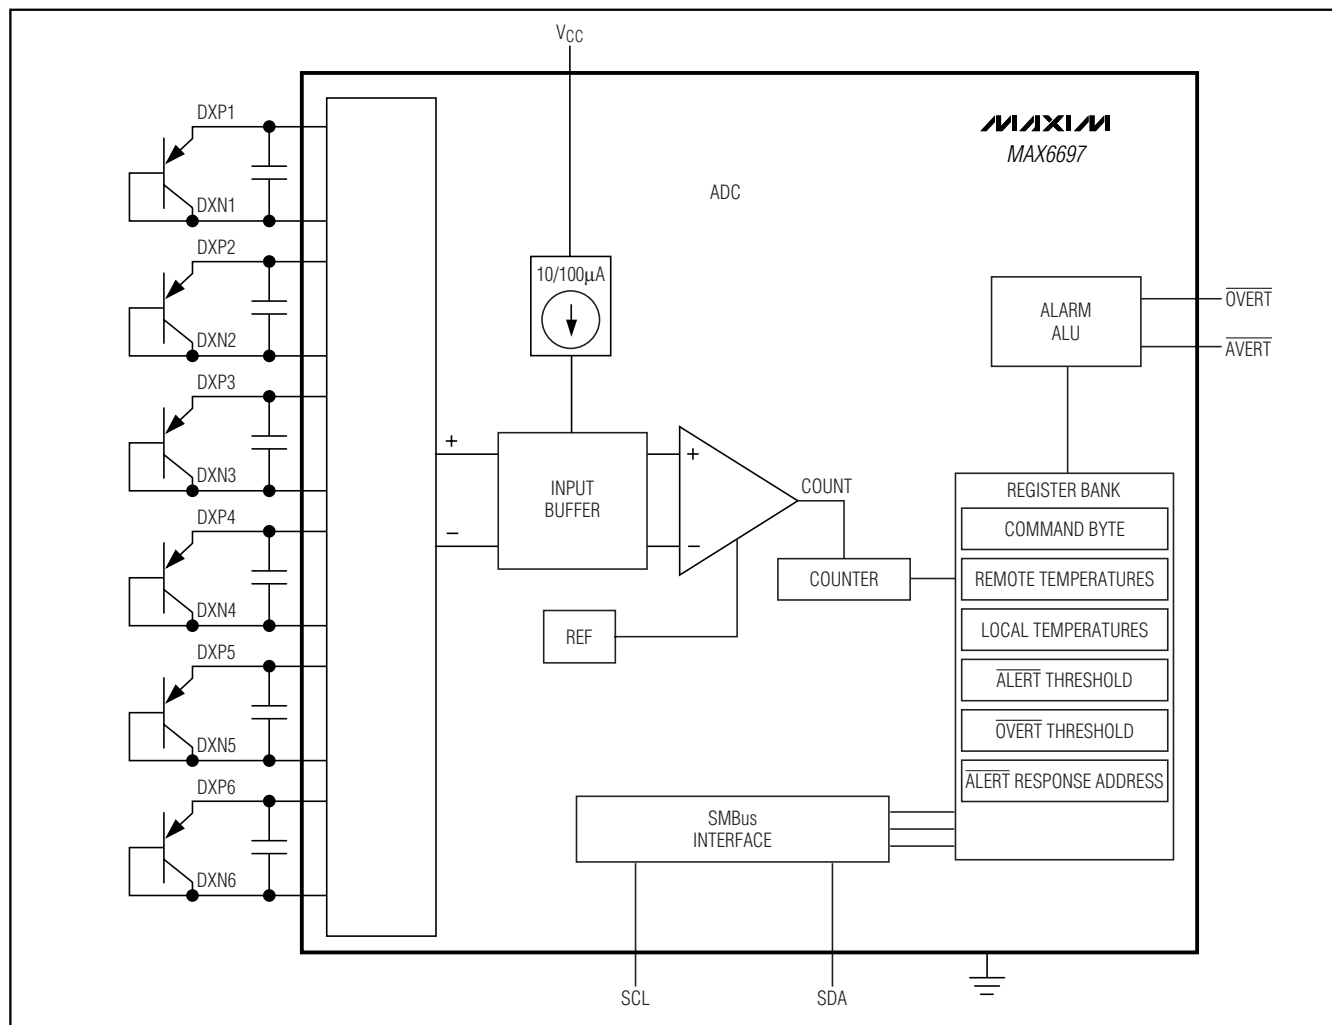 VCC
DXP1
DXN1
DXP2
DXN2
DXP3
DXN3
DXP4
DXN4
DXP5
DXN5
DXP6
DXN6
MAXIM
MAX6697
ADC
10/100µA
+
−
INPUT
BUFFER
+
−
COUNT
COUNTER
REF
ALARM
ALU
OVERT
AVERT
REGISTER BANK
COMMAND BYTE
REMOTE TEMPERATURES
LOCAL TEMPERATURES
ALERT THRESHOLD
OVERT THRESHOLD
ALERT RESPONSE ADDRESS
SMBus
INTERFACE
SCL
SDA